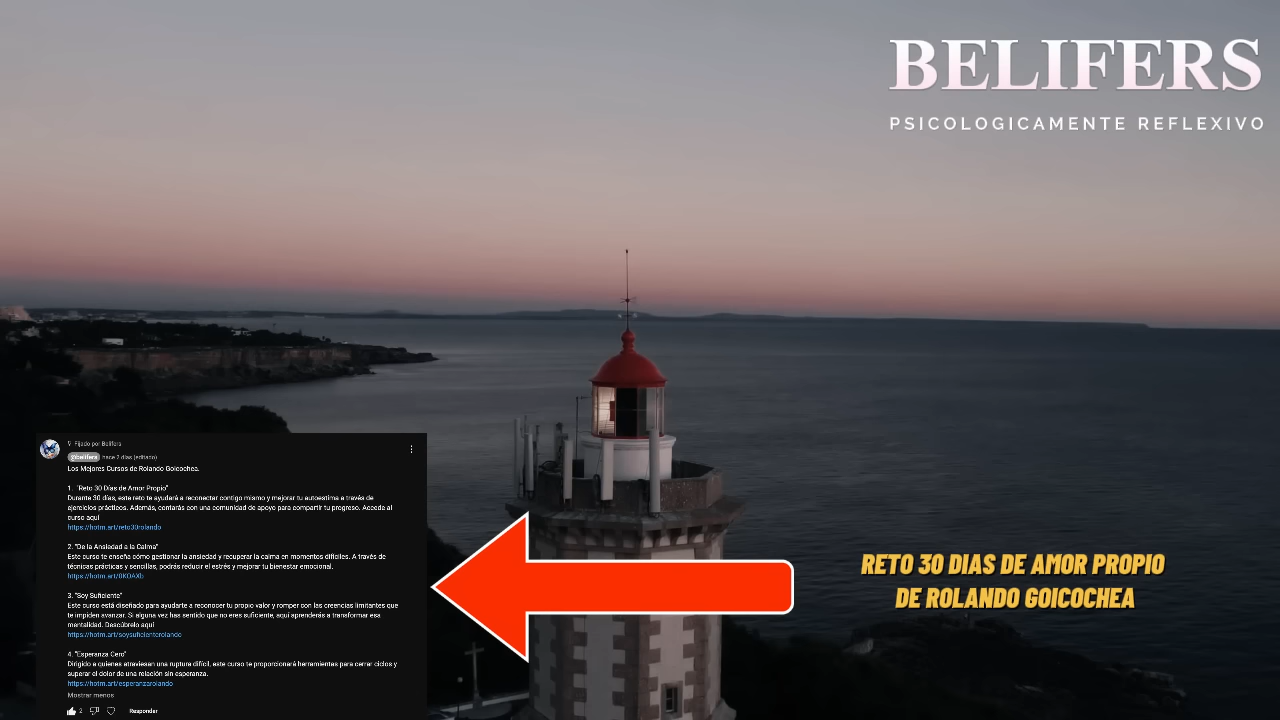 BELIFERS
PSICOLOGICAMENTE REFLEXIVO
Fijado por Belifers
@belifers hace 2 días (editado)
Los Mejores Cursos de Rolando Goicochea.
1. "Reto 30 Días de Amor Propio"
Durante 30 días, este reto te ayudará a reconectar contigo mismo y mejorar tu autoestima a través de
ejercicios prácticos. Además, contarás con una comunidad de apoyo para compartir tu progreso. Accede al
curso aquí
https://hotm.art/reto30rolando
2. "De la Ansiedad a la Calma"
Este curso te enseña cómo gestionar la ansiedad y recuperar la calma en momentos difíciles. A través de
técnicas prácticas y sencillas, podrás reducir el estrés y mejorar tu bienestar emocional.
https://hotm.art/0KOAXb
3. "Soy Suficiente"
Este curso está diseñado para ayudarte a reconocer tu propio valor y romper con las creencias limitantes que
te impiden avanzar. Si alguna vez has sentido que no eres suficiente, aquí aprenderás a transformar esa
mentalidad. Descúbrelo aquí
https://hotm.art/soysuficienterolando
4. "Esperanza Cero"
Dirigido a quienes atraviesan una ruptura difícil, este curso te proporcionará herramientas para cerrar ciclos y
superar el dolor de una relación sin esperanza.
https://hotm.art/esperanzarolando
Mostrar menos
2 Responder
RETO 30 DIAS DE AMOR PROPIO
DE ROLANDO GOICOCHEA